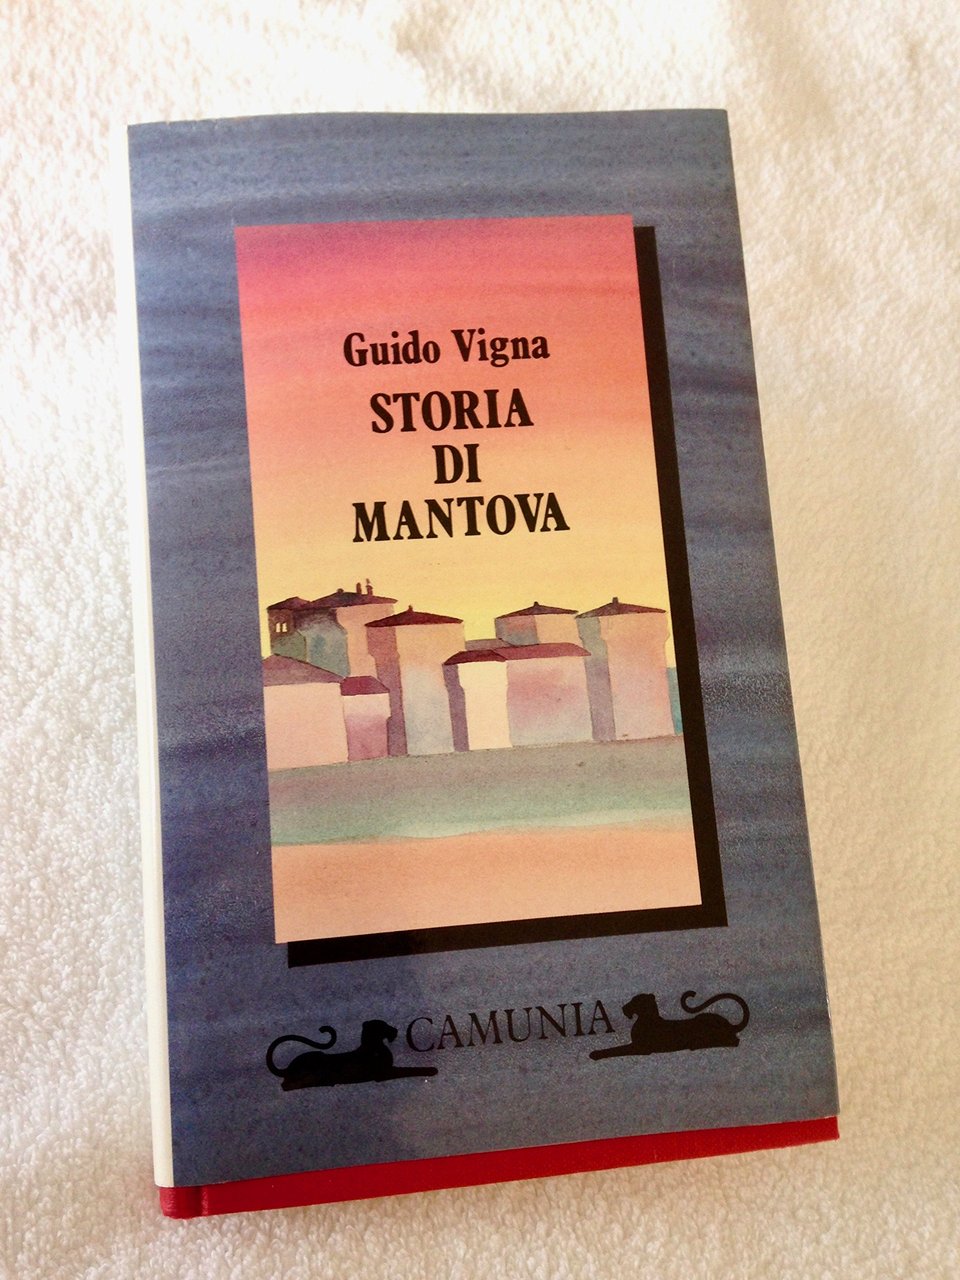 Guido Vigna
STORIA
DI
MANTOVA
CAMUNIA